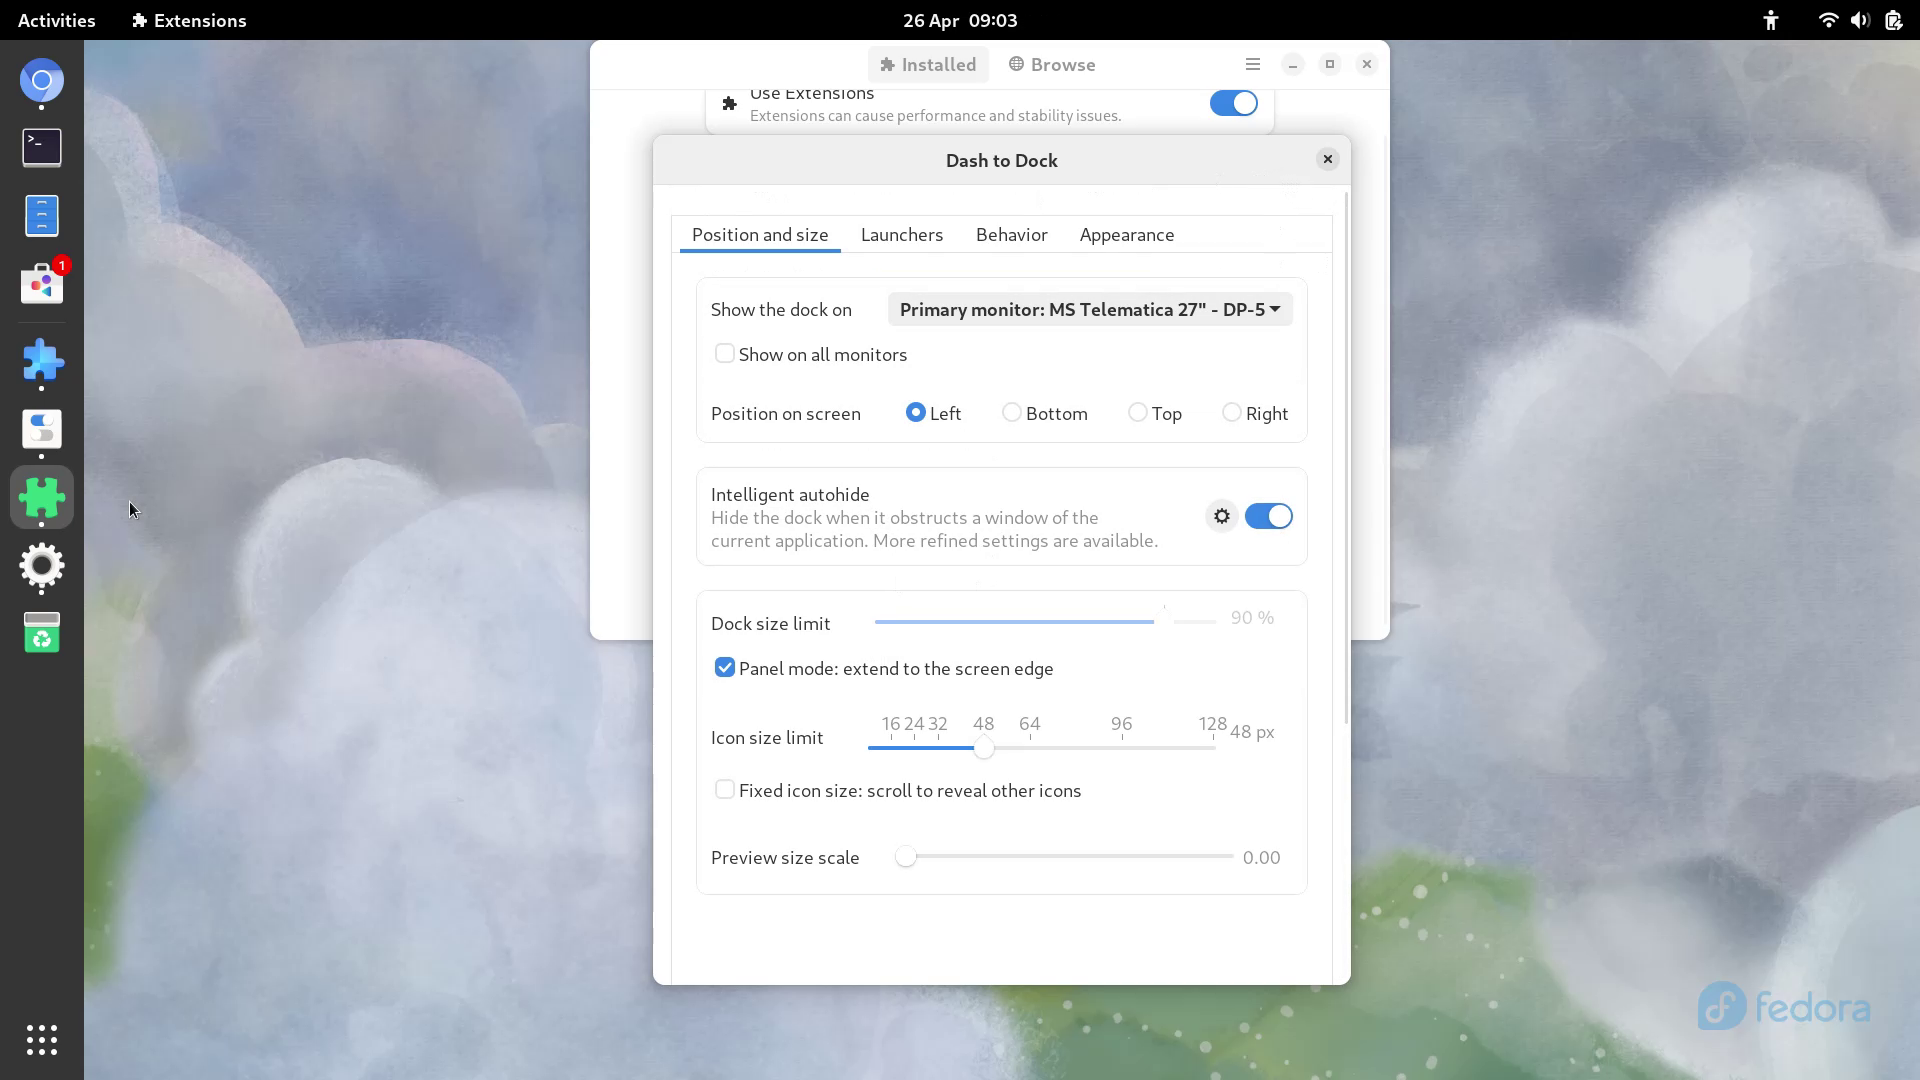 Activities Extensions 26 Apr 09:03
Installed Browse
Use Extensions
Extensions can cause performance and stability issues.
1
>_
Dash to Dock
Position and size Launchers Behavior Appearance
Show the dock on Primary monitor: MS Telematica 27" - DP-5
Show on all monitors
Position on screen Left Bottom Top Right
Intelligent autohide
Hide the dock when it obstructs a window of the
current application. More refined settings are available.
Dock size limit 90 %
Panel mode: extend to the screen edge
16 24 32 48 64 96 128
Icon size limit 48 px
Fixed icon size: scroll to reveal other icons
Preview size scale 0.00
fedora